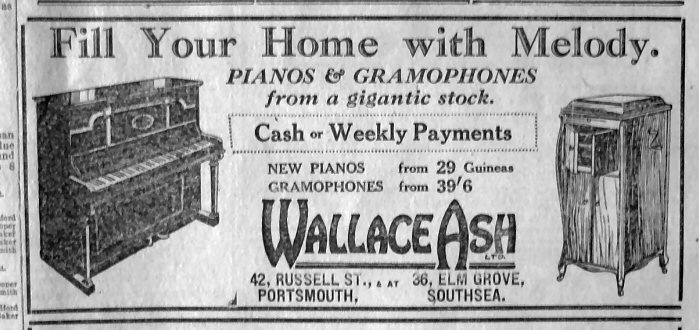 Fill Your Home with Melody.
PIANOS & GRAMOPHONES
from a gigantic stock.
Cash or Weekly Payments
NEW PIANOS from 29 Guineas
GRAMOPHONES from 39/6
WALLACE ASH LTD.
42, RUSSELL ST., & AT 36, ELM GROVE,
PORTSMOUTH, SOUTHSEA.